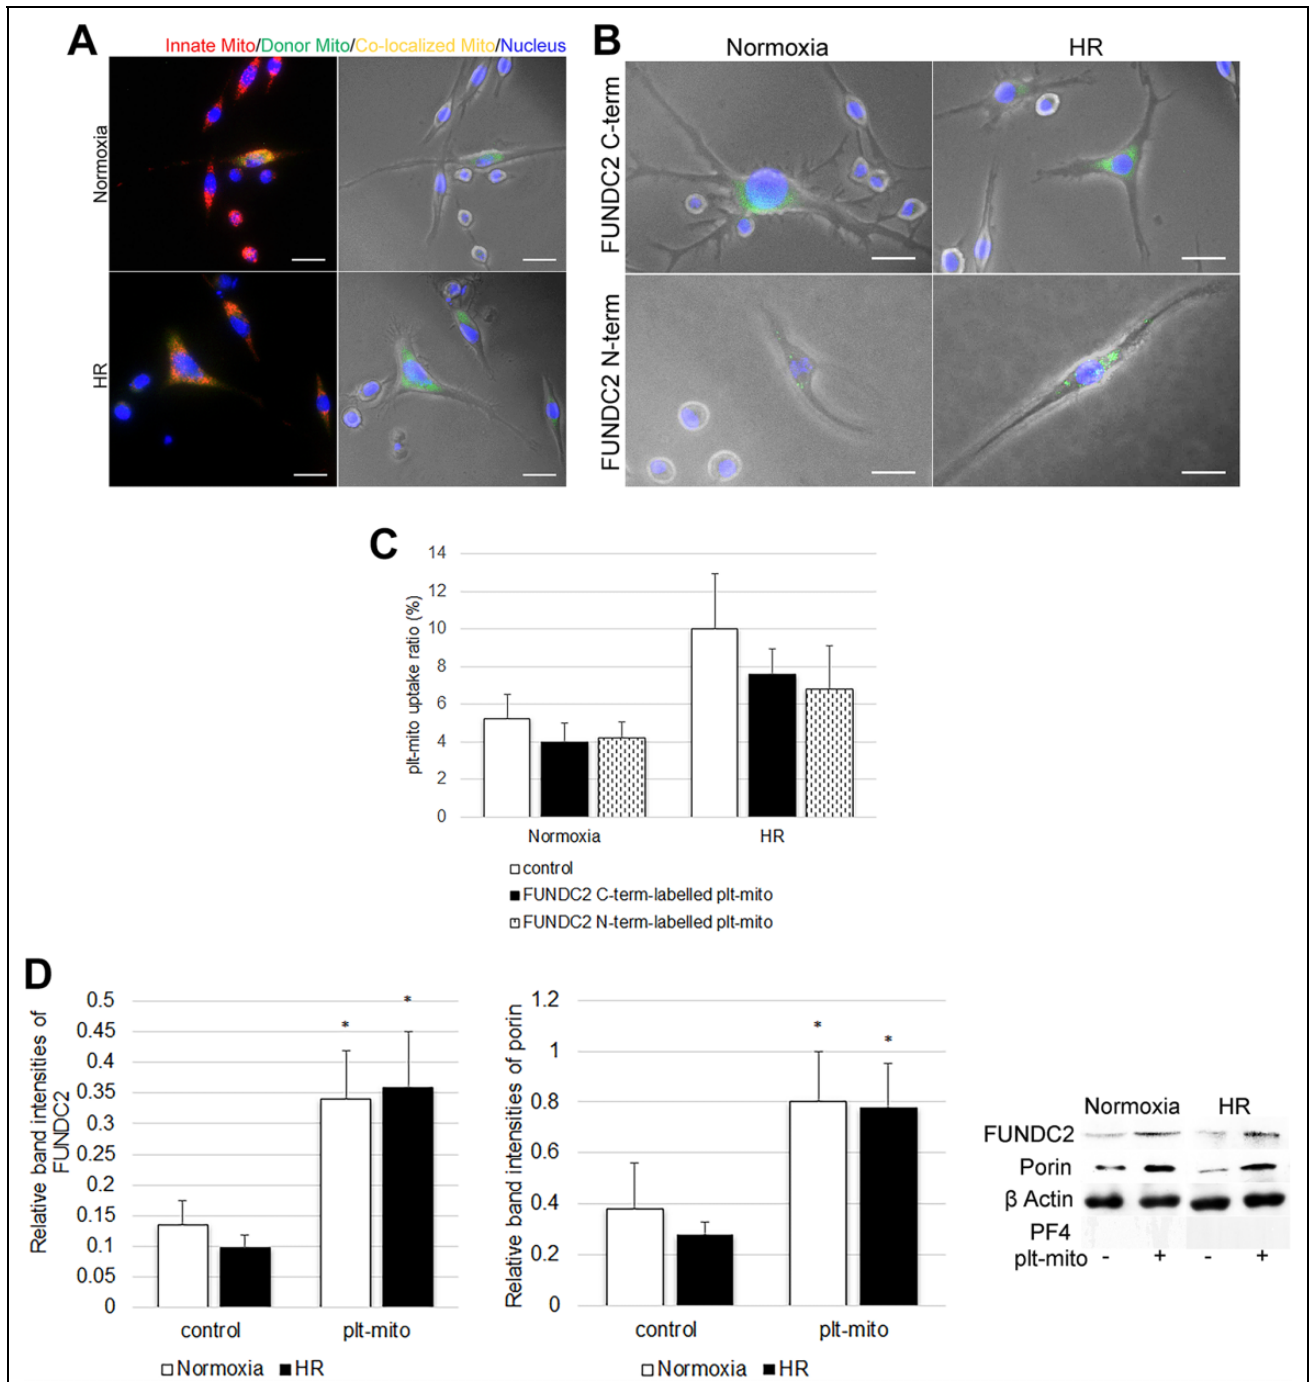 A
Innate Mito/Donor Mito/Co-localized Mito/Nucleus
Normoxia
HR
B
Normoxia HR
FUNDC2 C-term
FUNDC2 N-term
C
plt-mito uptake ratio (%)
14
12
10
8
6
4
2
0
Normoxia HR
control
FUNDC2 C-term-labelled plt-mito
FUNDC2 N-term-labelled plt-mito
D
Relative band intensities of
FUNDC2
0.5
0.45
0.4
0.35
0.3
0.25
0.2
0.15
0.1
0.05
0
* *
control plt-mito
Normoxia HR
Relative band intensities of porin
1.2
1
0.8
0.6
0.4
0.2
0
* *
control plt-mito
Normoxia HR
Normoxia HR
FUNDC2
Porin
β Actin
PF4
plt-mito - + - +